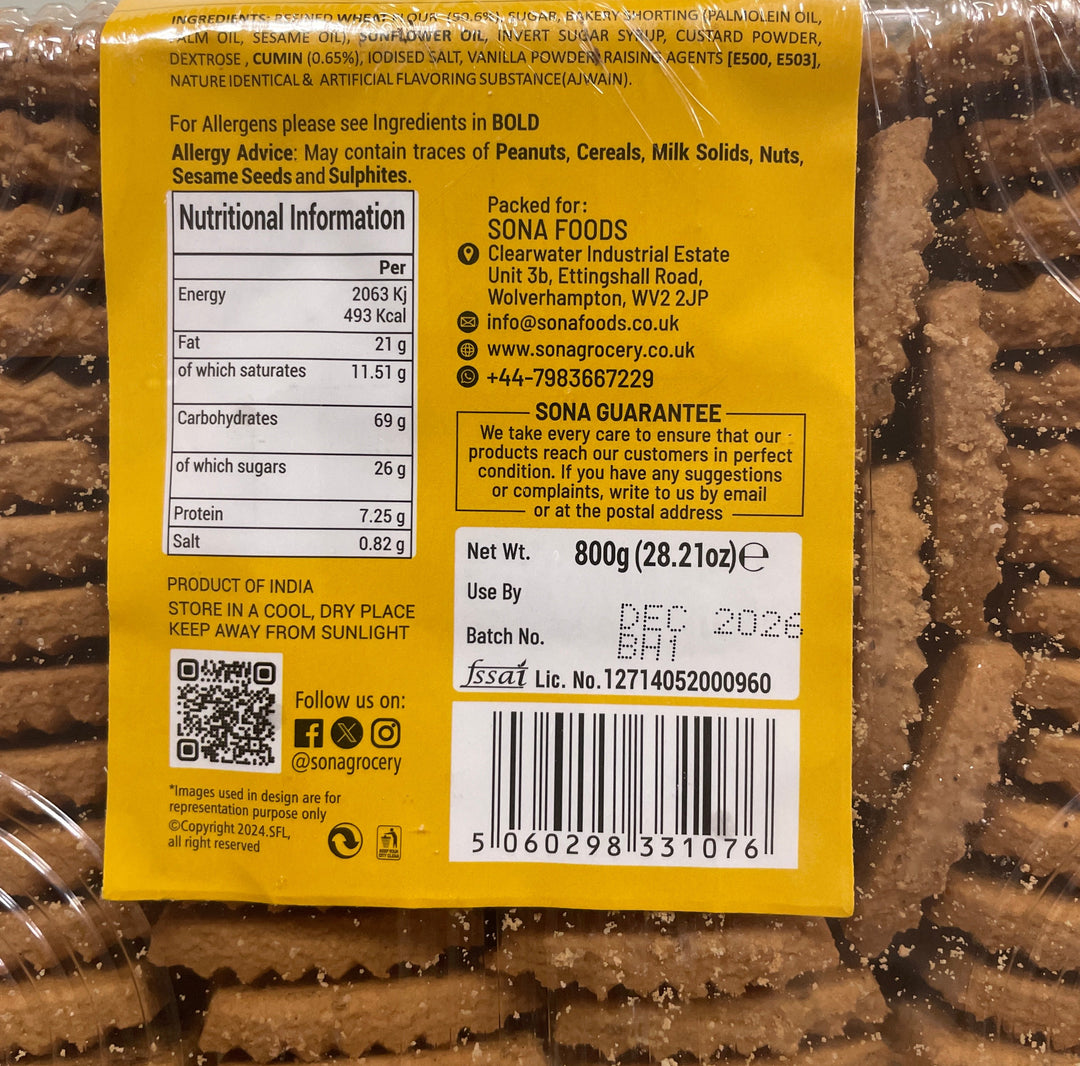 INGREDIENTS: REFINED WHEAT FLOUR (50.6%), SUGAR, BAKERY SHORTING (PALMOLEIN OIL,
PALM OIL, SESAME OIL), SUNFLOWER OIL, INVERT SUGAR SYRUP, CUSTARD POWDER,
DEXTROSE , CUMIN (0.65%), IODISED SALT, VANILLA POWDER, RAISING AGENTS [E500, E503],
NATURE IDENTICAL & ARTIFICIAL FLAVORING SUBSTANCE(AJWAIN).
For Allergens please see Ingredients in BOLD
Allergy Advice: May contain traces of Peanuts, Cereals, Milk Solids, Nuts,
Sesame Seeds and Sulphites.
Nutritional Information
Per
Energy 2063 Kj
493 Kcal
Fat 21 g
of which saturates 11.51 g
Carbohydrates 69 g
of which sugars 26 g
Protein 7.25 g
Salt 0.82 g
PRODUCT OF INDIA
STORE IN A COOL, DRY PLACE
KEEP AWAY FROM SUNLIGHT
Follow us on:
@sonagrocery
*Images used in design are for
representation purpose only
©Copyright 2024.SFL,
all right reserved
KEEP YOUR
CITY CLEAN
Packed for:
SONA FOODS
Clearwater Industrial Estate
Unit 3b, Ettingshall Road,
Wolverhampton, WV2 2JP
info@sonafoods.co.uk
www.sonagrocery.co.uk
+44-7983667229
SONA GUARANTEE
We take every care to ensure that our
products reach our customers in perfect
condition. If you have any suggestions
or complaints, write to us by email
or at the postal address
Net Wt. 800g (28.21oz) e
Use By DEC 2026
Batch No. BH1
fssai Lic. No. 12714052000960
5 060298 331076